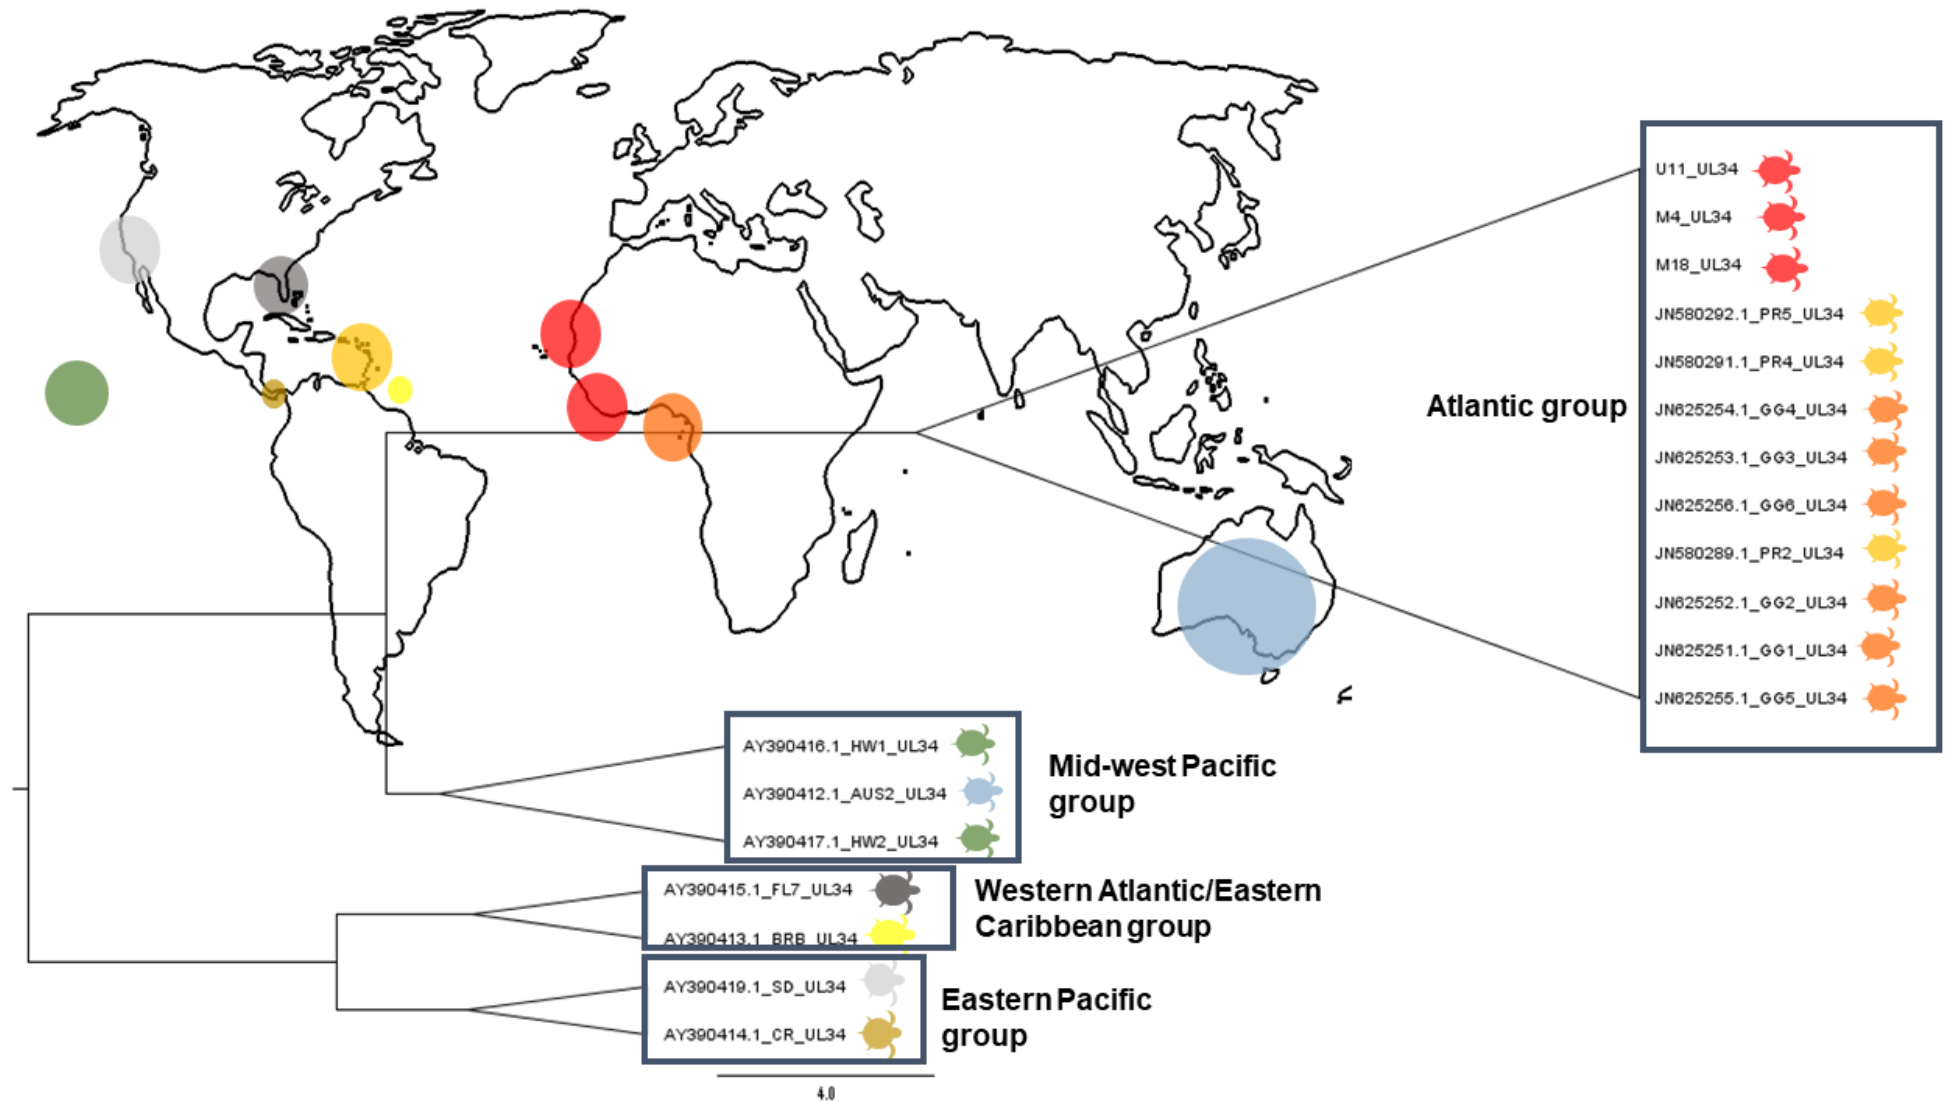 U11_UL34
M4_UL34
M18_UL34
JN580292.1_PR5_UL34
JN580291.1_PR4_UL34
Atlantic group
JN625254.1_GG4_UL34
JN625253.1_GG3_UL34
JN625256.1_GG6_UL34
JN580289.1_PR2_UL34
JN625252.1_GG2_UL34
JN625251.1_GG1_UL34
JN625255.1_GG5_UL34
AY390416.1_HW1_UL34
AY390412.1_AUS2_UL34
AY390417.1_HW2_UL34
Mid-west Pacific
group
AY390415.1_FL7_UL34
AY390413.1_BRB_UL34
Western Atlantic/Eastern
Caribbean group
AY390419.1_SD_UL34
AY390414.1_CR_UL34
Eastern Pacific
group
4.0